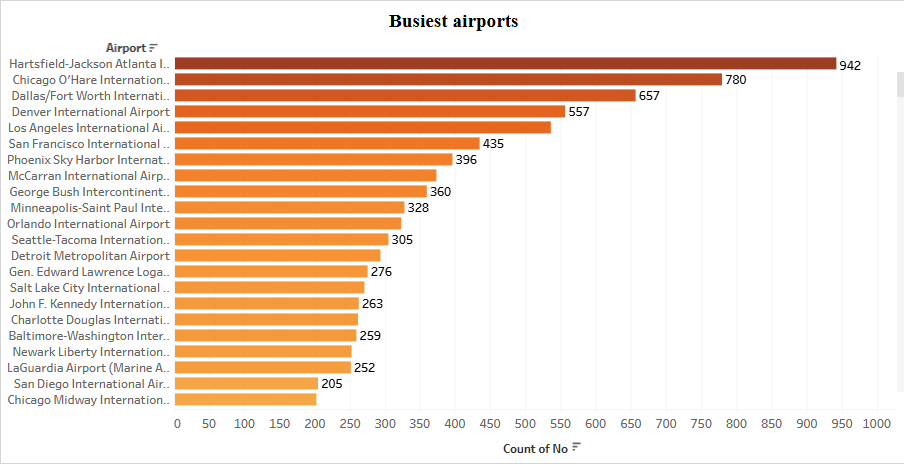 Busiest airports
Airport
Hartsfield-Jackson Atlanta I.. 942
Chicago O’Hare Internation.. 780
Dallas/Fort Worth Internati.. 657
Denver International Airport 557
Los Angeles International Ai..
San Francisco International .. 435
Phoenix Sky Harbor Internat.. 396
McCarran International Airp..
George Bush Intercontinent.. 360
Minneapolis-Saint Paul Inte.. 328
Orlando International Airport
Seattle-Tacoma Internation.. 305
Detroit Metropolitan Airport
Gen. Edward Lawrence Loga.. 276
Salt Lake City International ..
John F. Kennedy Internation.. 263
Charlotte Douglas Internati..
Baltimore-Washington Inter.. 259
Newark Liberty Internation..
LaGuardia Airport (Marine A.. 252
San Diego International Air.. 205
Chicago Midway Internation..
0 50 100 150 200 250 300 350 400 450 500 550 600 650 700 750 800 850 900 950 1000
Count of No